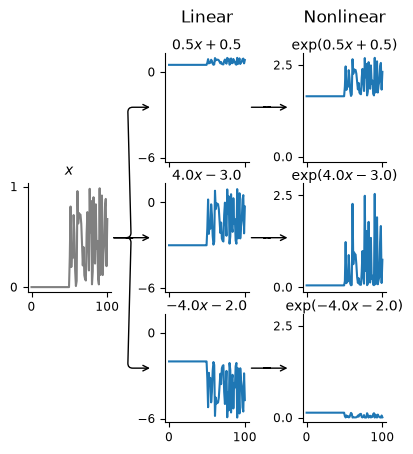 Linear Nonlinear
0.5x + 0.5 exp(0.5x + 0.5)
0 2.5
−6 0.0
x 4.0x − 3.0 exp(4.0x − 3.0)
1 0 2.5
0 −6 0.0
0 100
−4.0x − 2.0 exp(−4.0x − 2.0)
0 2.5
−6 0.0
0 100 0 100